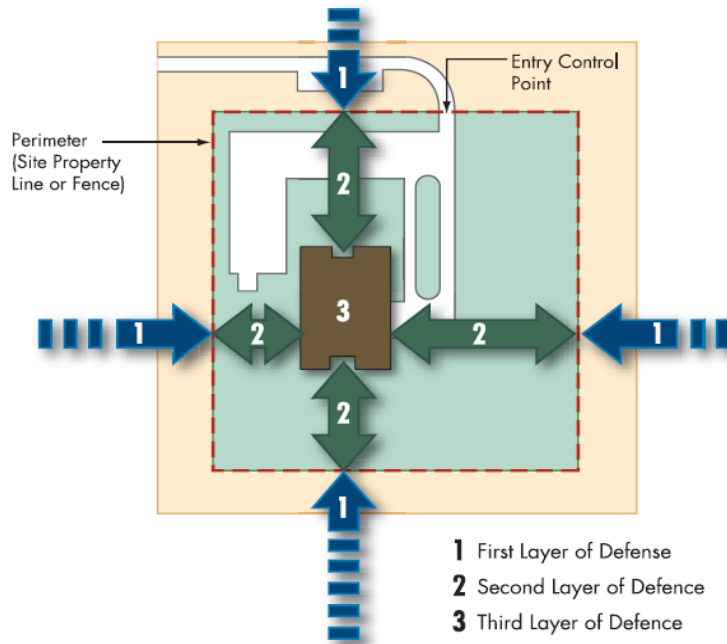 1
Entry Control
Point
Perimeter
(Site Property
Line or Fence)
2
3
1
2
2
1
2
1
1 First Layer of Defense
2 Second Layer of Defence
3 Third Layer of Defence